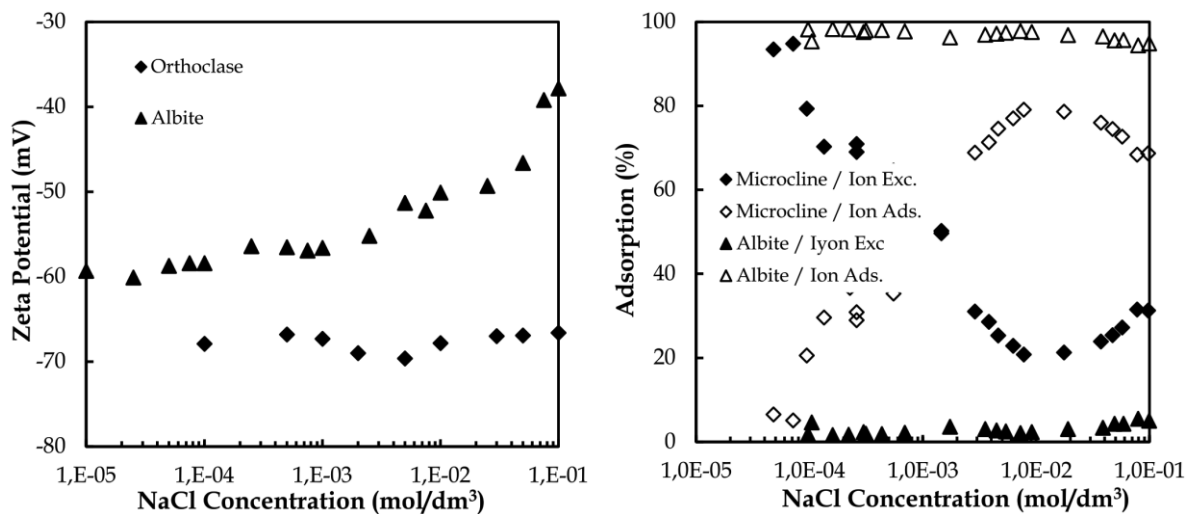 -30
-40
-50
-60
-70
-80
Zeta Potential (mV)
Orthoclase
Albite
1,E-05
1,E-04
1,E-03
1,E-02
1,E-01
NaCl Concentration (mol/dm³)
100
80
60
40
20
0
Adsorption (%)
Microcline / Ion Exc.
Microcline / Ion Ads.
Albite / Iyon Exc
Albite / Ion Ads.
1,0E-05
1,0E-04
1,0E-03
1,0E-02
1,0E-01
NaCl Concentration (mol/dm³)